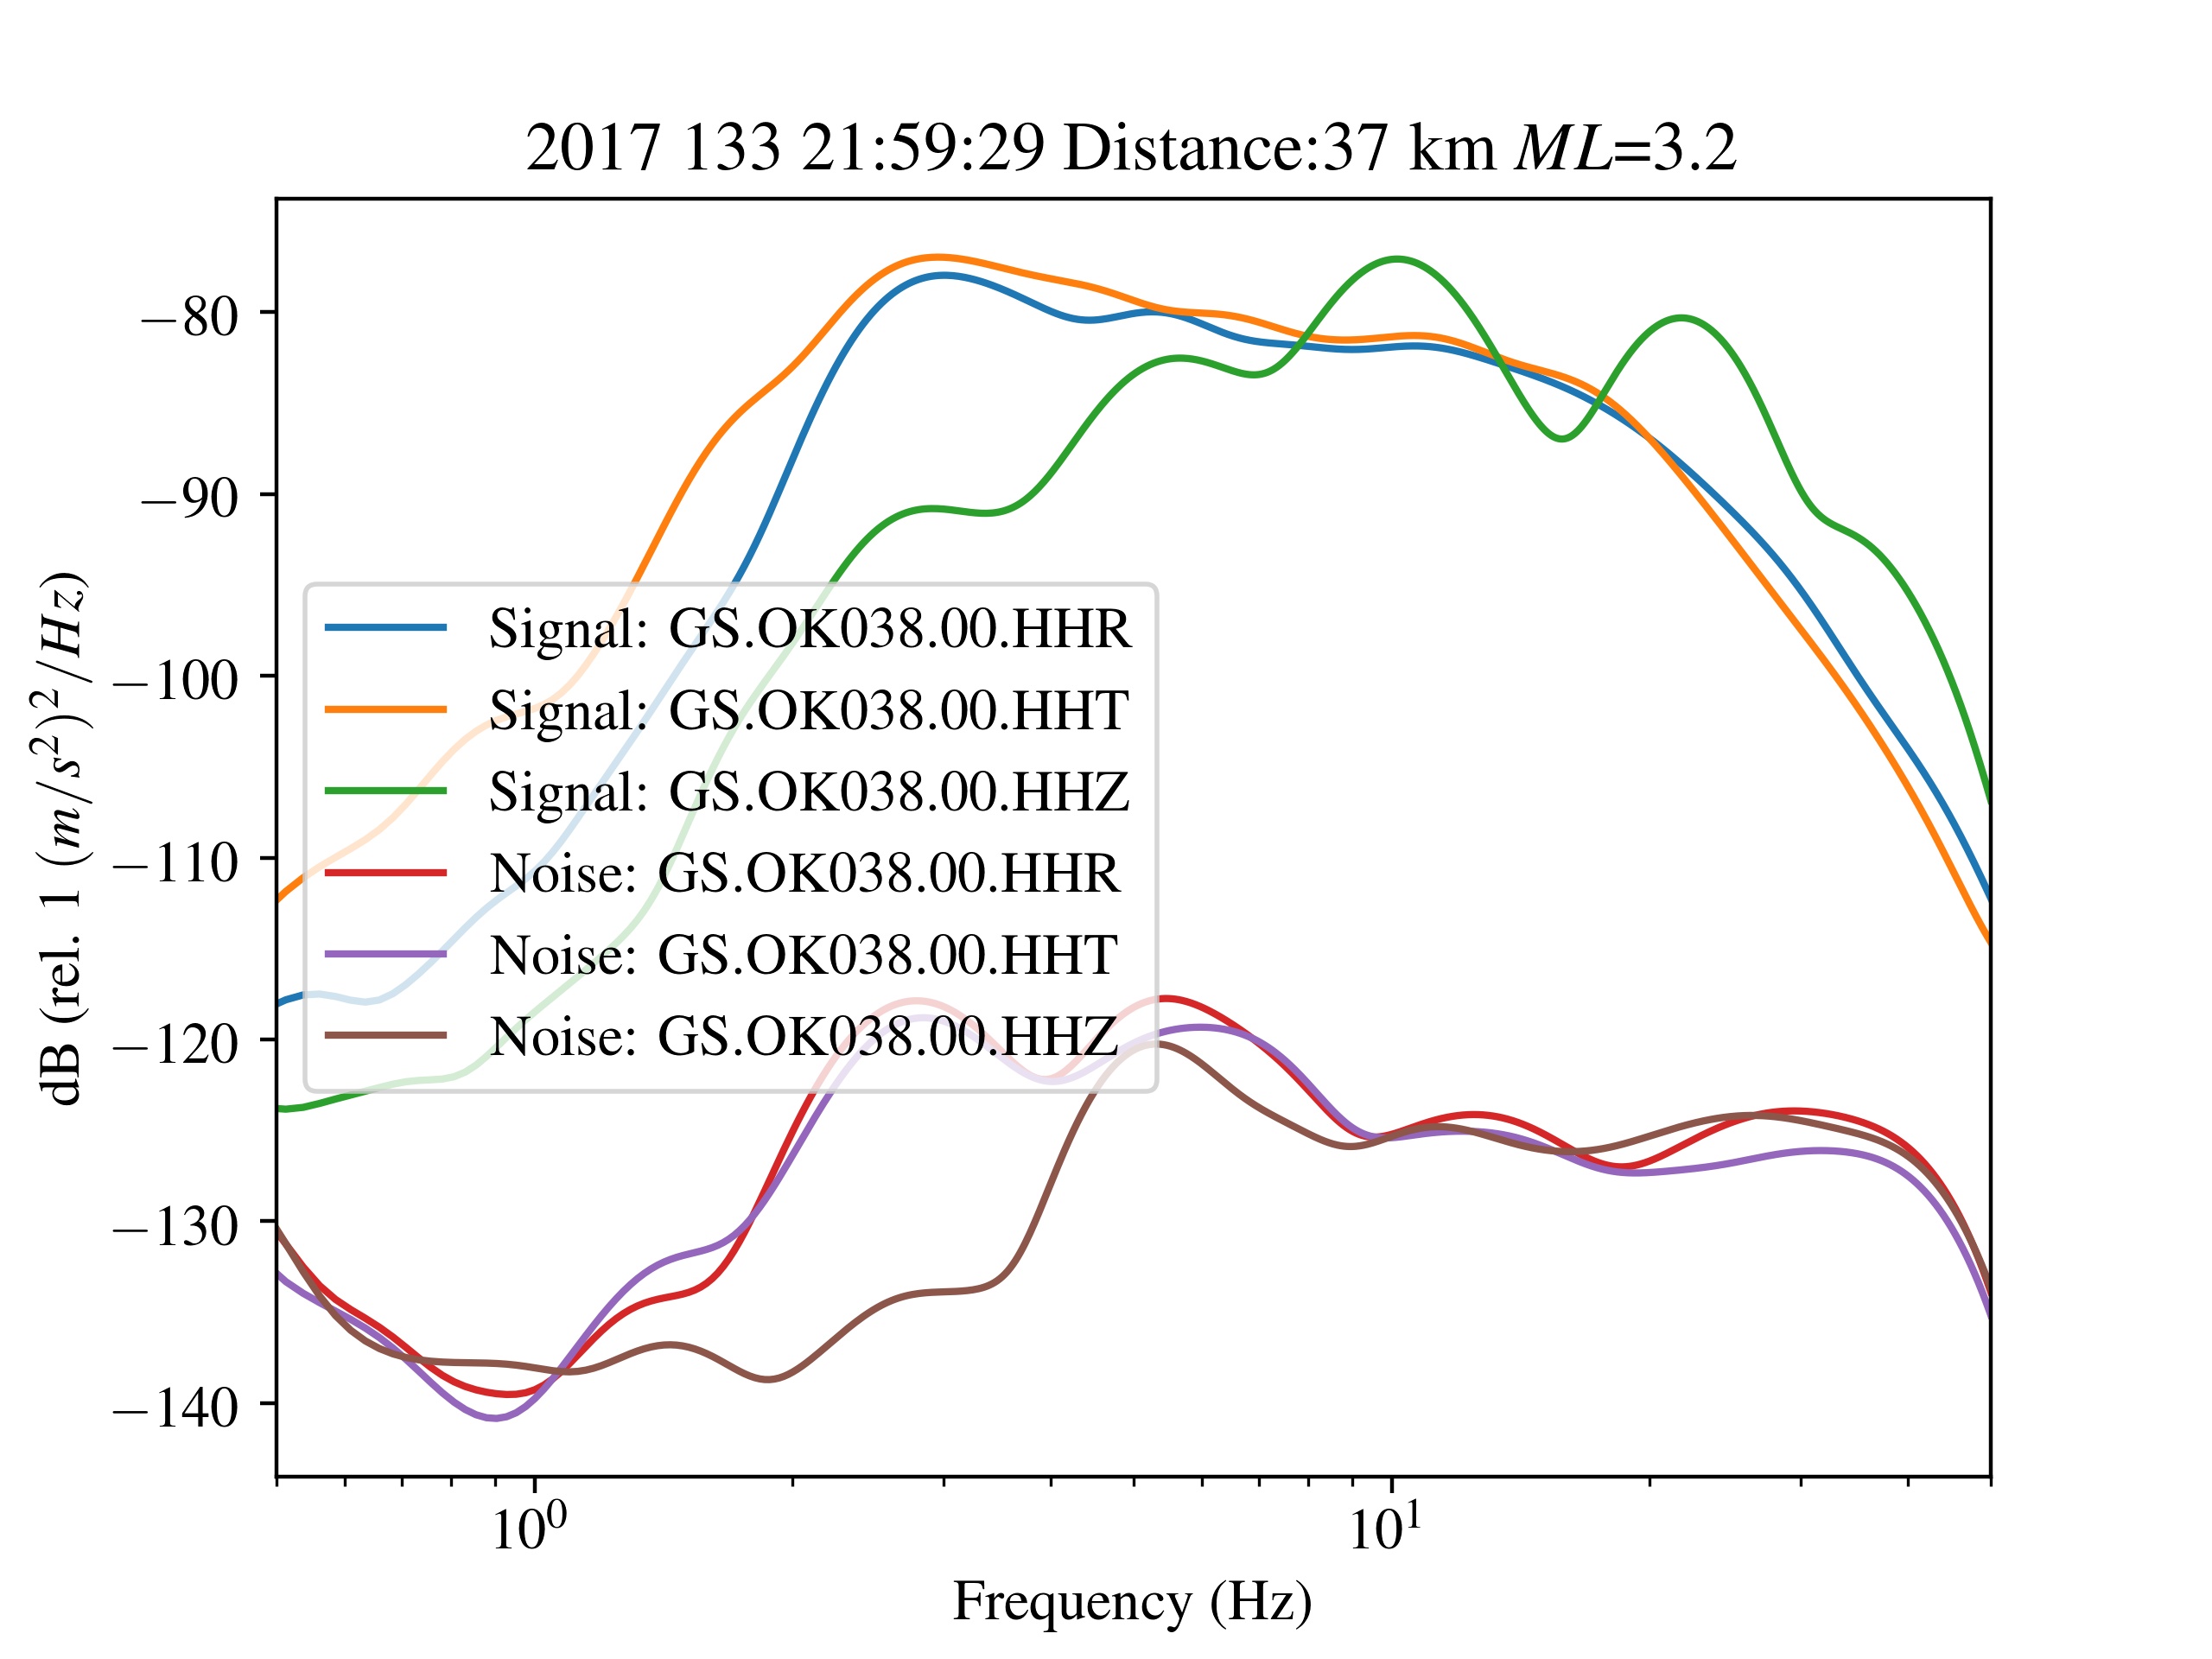 2017 133 21:59:29 Distance:37 km ML=3.2
dB (rel. 1 (m/s²)²/Hz)
−80
−90
−100
−110
−120
−130
−140
Signal: GS.OK038.00.HHR
Signal: GS.OK038.00.HHT
Signal: GS.OK038.00.HHZ
Noise: GS.OK038.00.HHR
Noise: GS.OK038.00.HHT
Noise: GS.OK038.00.HHZ
10⁰ 10¹
Frequency (Hz)